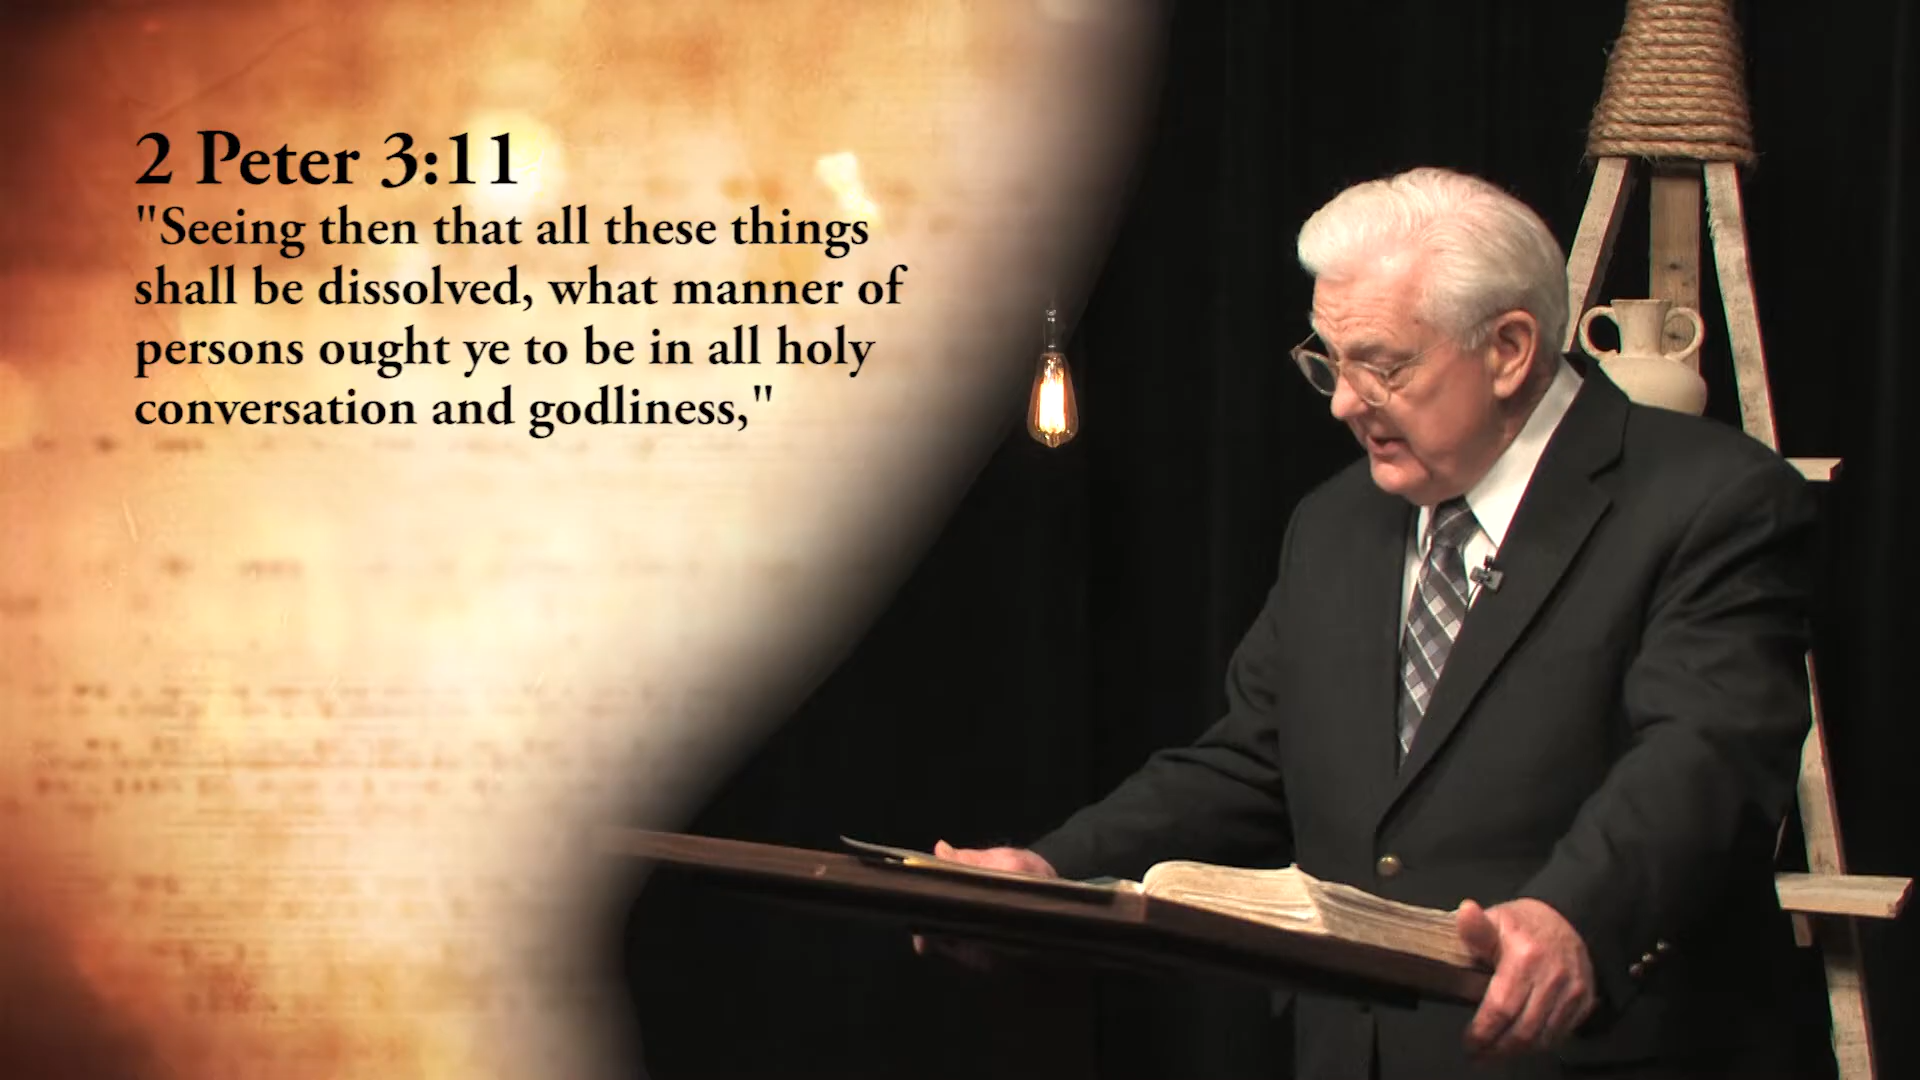 2 Peter 3:11
"Seeing then that all these things
shall be dissolved, what manner of
persons ought ye to be in all holy
conversation and godliness,"